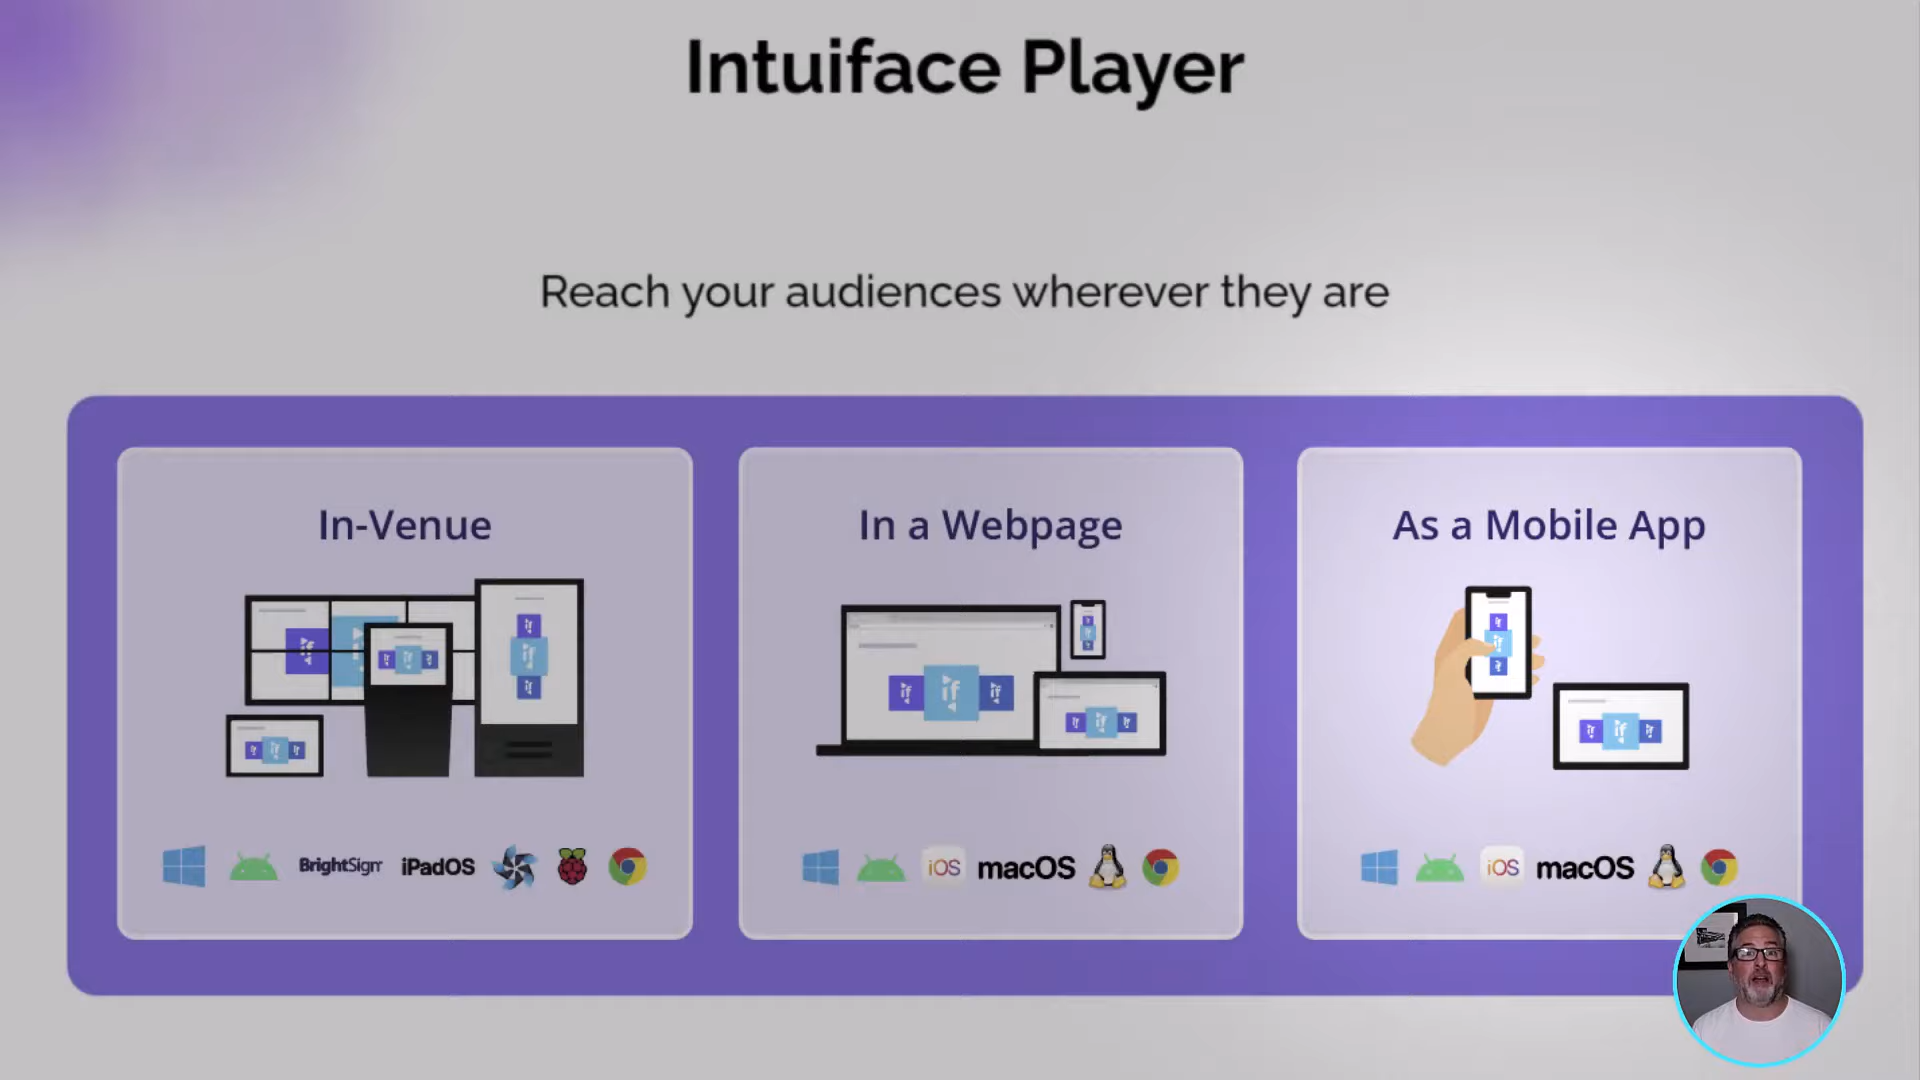 Intuiface Player
Reach your audiences wherever they are
In-Venue
In a Webpage
As a Mobile App
BrightSign
iPadOS
iOS
macOS
iOS
macOS